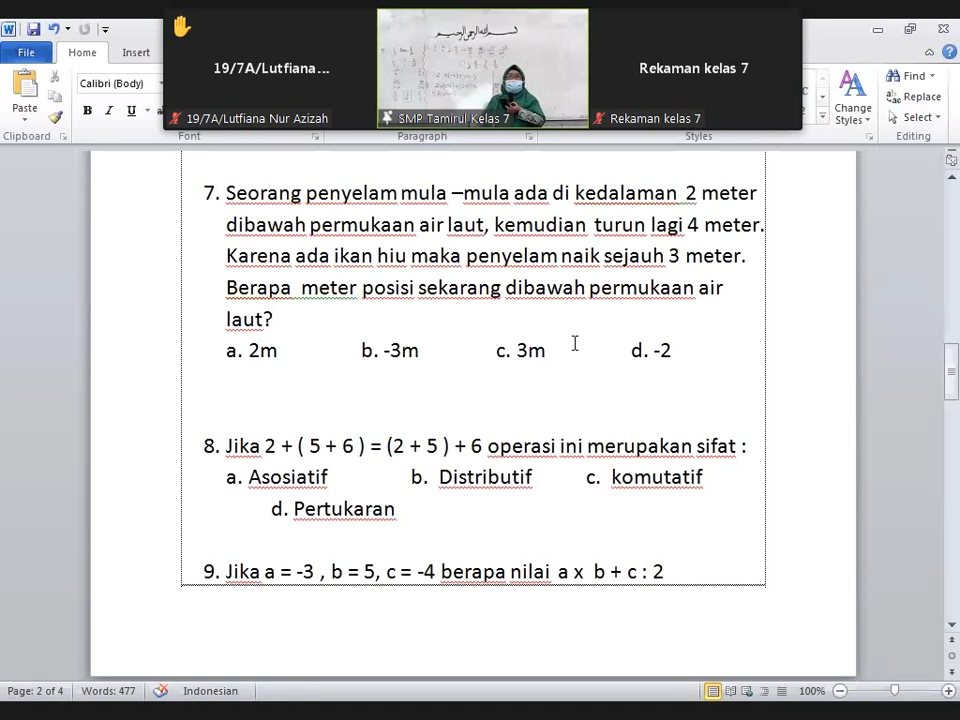 19/7A/Lutfiana...
Rekaman kelas 7
19/7A/Lutfiana Nur Azizah
SMP Tamirul Kelas 7
Rekaman kelas 7
بسم الله الرحمن الرحيم
File
Home
Insert
Calibri (Body)
Paste
B I U
Change
Styles
Find
Replace
Select
Clipboard
Font
Paragraph
Styles
Editing
7. Seorang penyelam mula –mula ada di kedalaman 2 meter
dibawah permukaan air laut, kemudian turun lagi 4 meter.
Karena ada ikan hiu maka penyelam naik sejauh 3 meter.
Berapa meter posisi sekarang dibawah permukaan air
laut?
a. 2m b. -3m c. 3m d. -2
8. Jika 2 + ( 5 + 6 ) = (2 + 5 ) + 6 operasi ini merupakan sifat :
a. Asosiatif b. Distributif c. komutatif
d. Pertukaran
9. Jika a = -3 , b = 5, c = -4 berapa nilai a x b + c : 2
Page: 2 of 4 Words: 477 Indonesian 100%